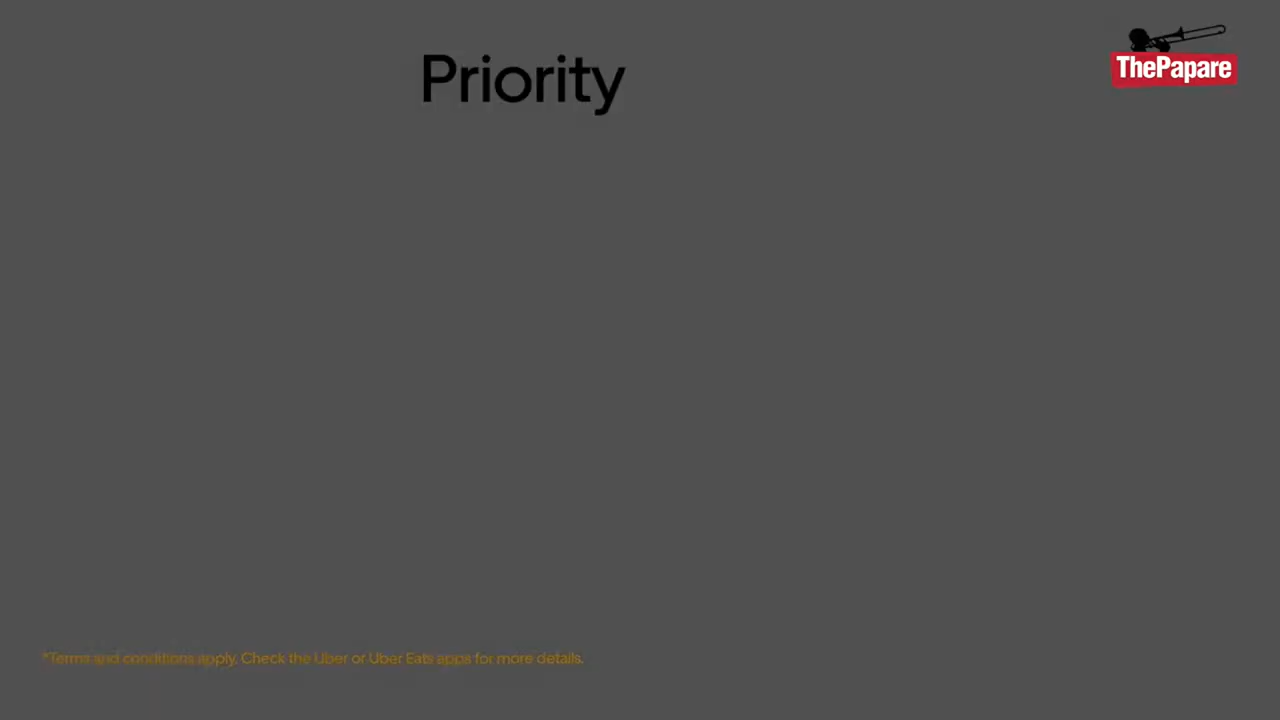 Priority
ThePapare
*Terms and conditions apply. Check the Uber or Uber Eats apps for more details.